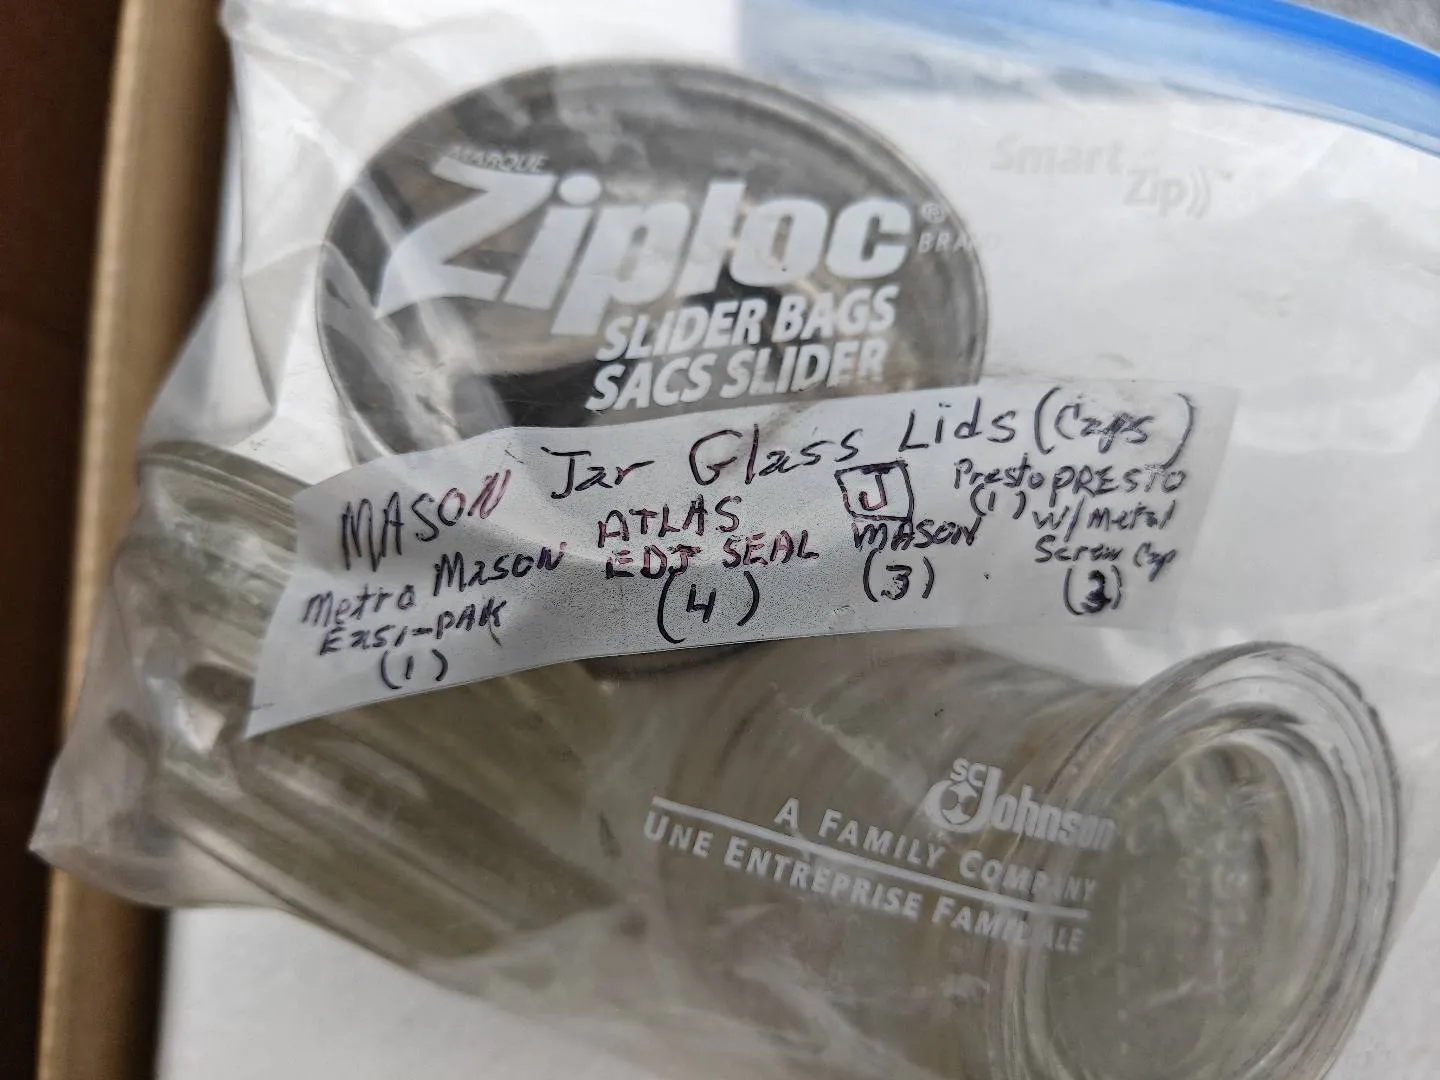 MARQUE
Ziploc®
BRAND
Smart
Zip)))™
SLIDER BAGS
SACS SLIDER
MASON Jar Glass Lids (Caps)
Metro Mason
EaSi-PAK
(1)
ATLAS
EDJ SEAL
(4)
J
MASON
(3)
Presto
(1)
PRESTO
w/ Metal
Screw Cap
SC Johnson
A FAMILY COMPANY
UNE ENTREPRISE FAMILIALE